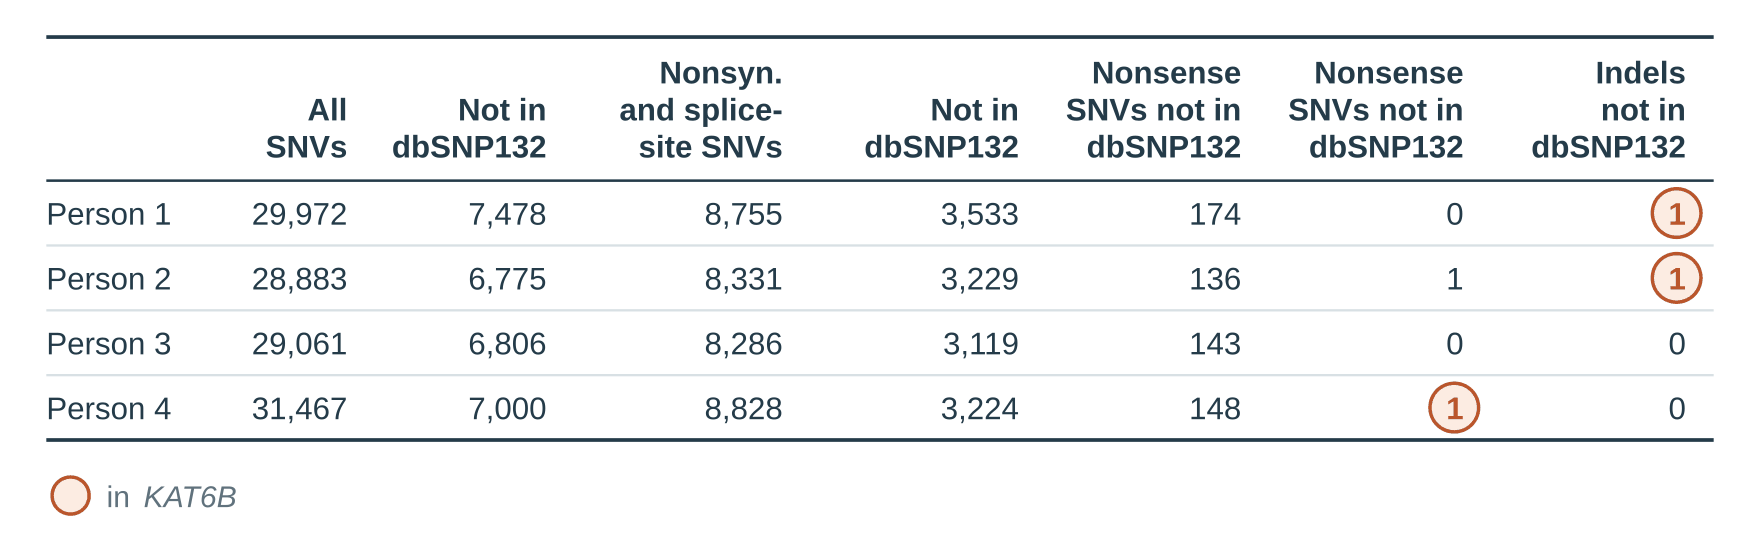 All SNVs | Not in dbSNP132 | Nonsyn. and splice-site SNVs | Not in dbSNP132 | Nonsense SNVs not in dbSNP132 | Nonsense SNVs not in dbSNP132 | Indels not in dbSNP132
Person 1 29,972 7,478 8,755 3,533 174 0 1
Person 2 28,883 6,775 8,331 3,229 136 1 1
Person 3 29,061 6,806 8,286 3,119 143 0 0
Person 4 31,467 7,000 8,828 3,224 148 1 0
in KAT6B